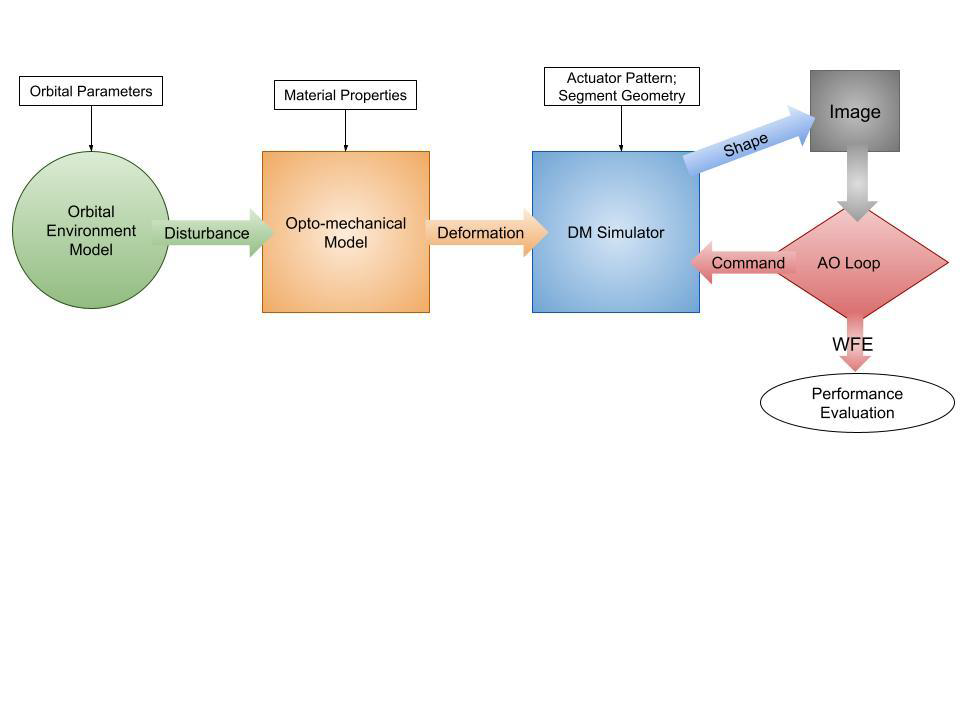 Orbital Parameters
Material Properties
Actuator Pattern;
Segment Geometry
Image
Shape
Orbital
Environment
Model
Disturbance
Opto-mechanical
Model
Deformation
DM Simulator
Command
AO Loop
WFE
Performance
Evaluation